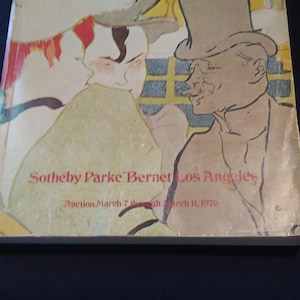 Sotheby Parke Bernet Los Angeles
Auction March 7 through March 11, 1976